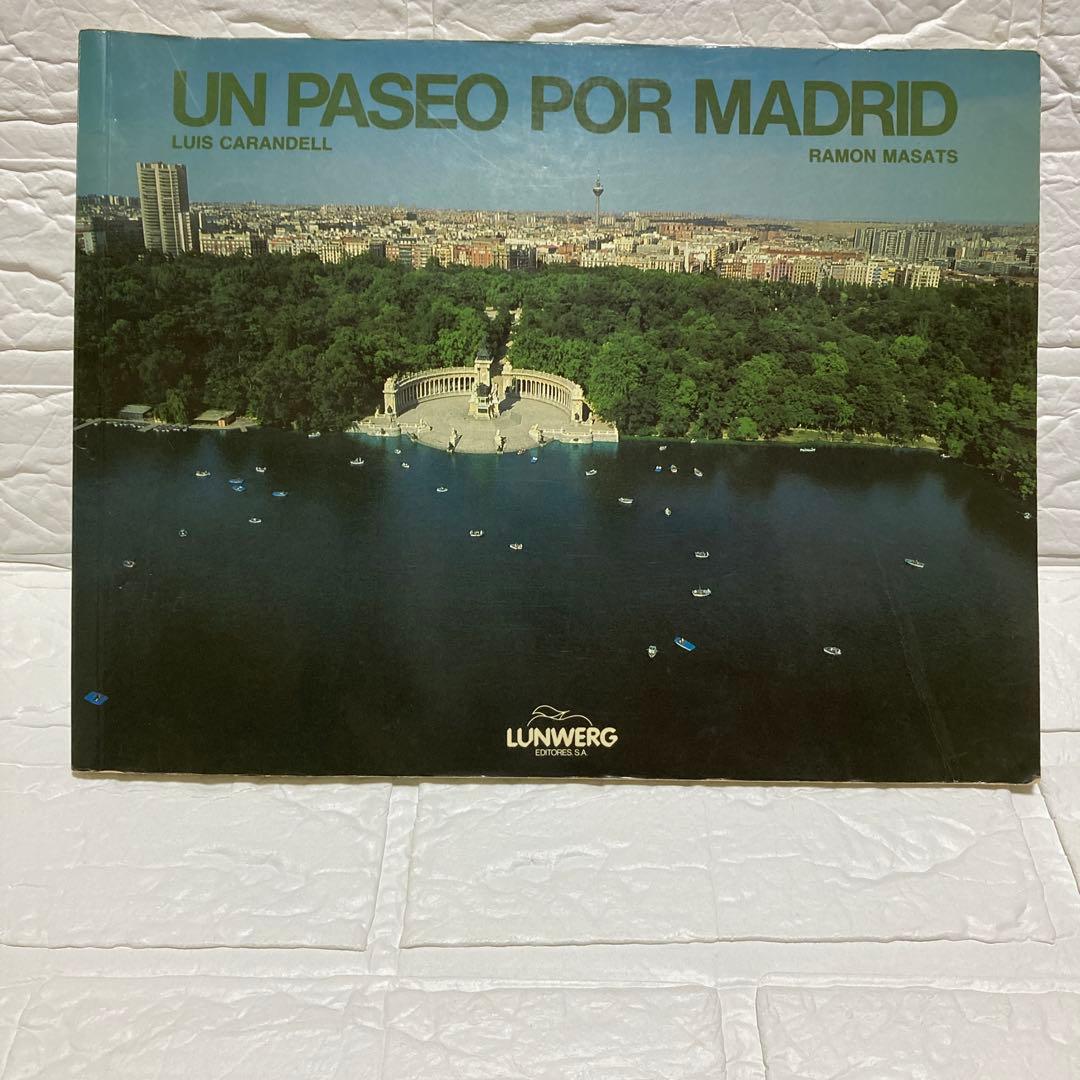 UN PASEO POR MADRID
LUIS CARANDELL
RAMON MASATS
LUNWERG
EDITORES, S.A.